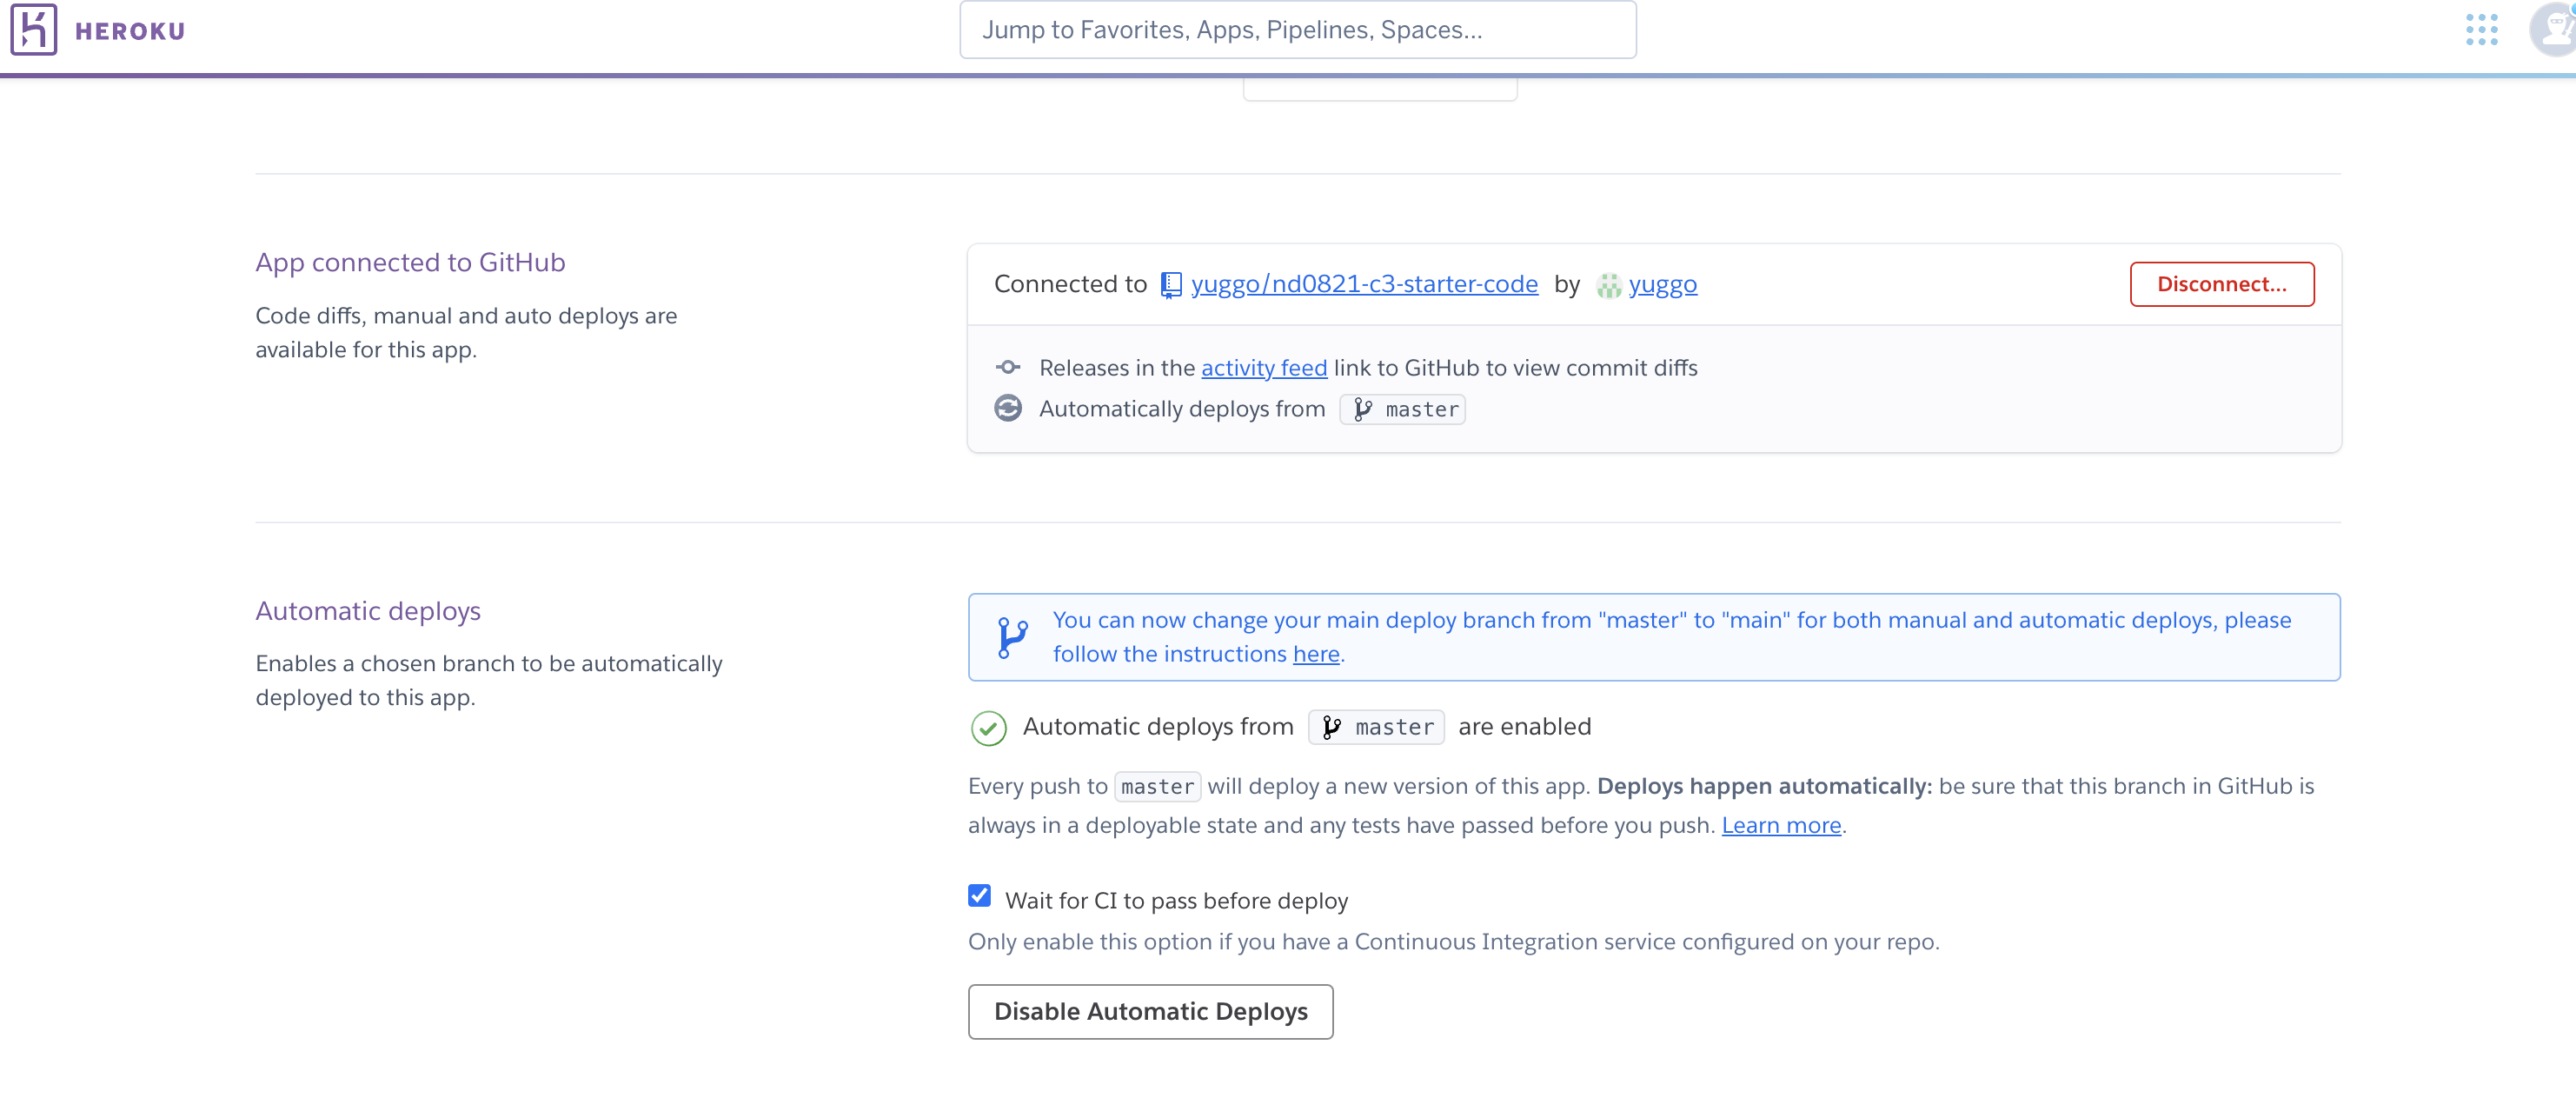 HEROKU
Jump to Favorites, Apps, Pipelines, Spaces...
App connected to GitHub
Code diffs, manual and auto deploys are
available for this app.
Connected to yuggo/nd0821-c3-starter-code by yuggo
Disconnect...
Releases in the activity feed link to GitHub to view commit diffs
Automatically deploys from master
Automatic deploys
Enables a chosen branch to be automatically
deployed to this app.
You can now change your main deploy branch from "master" to "main" for both manual and automatic deploys, please
follow the instructions here.
Automatic deploys from master are enabled
Every push to master will deploy a new version of this app. Deploys happen automatically: be sure that this branch in GitHub is
always in a deployable state and any tests have passed before you push. Learn more.
Wait for CI to pass before deploy
Only enable this option if you have a Continuous Integration service configured on your repo.
Disable Automatic Deploys